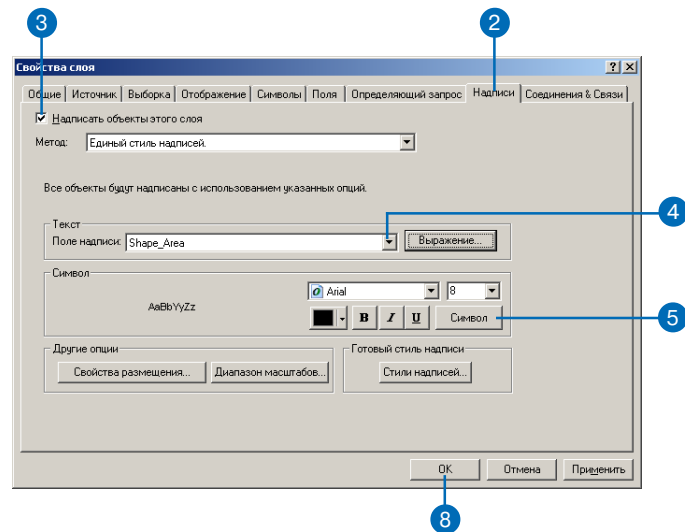 3
2
Свойства слоя
Общие Источник Выборка Отображение Символы Поля Определяющий запрос Надписи Соединения & Связи
Надписать объекты этого слоя
Метод: Единый стиль надписей.
Все объекты будут надписаны с использованием указанных опций.
4
Текст
Поле надписи: Shape_Area Выражение...
Символ
AaBbYyZz
Arial 8
B I U Символ
5
Другие опции
Свойства размещения... Диапазон масштабов...
Готовый стиль надписи
Стили надписей...
OK Отмена Применить
8